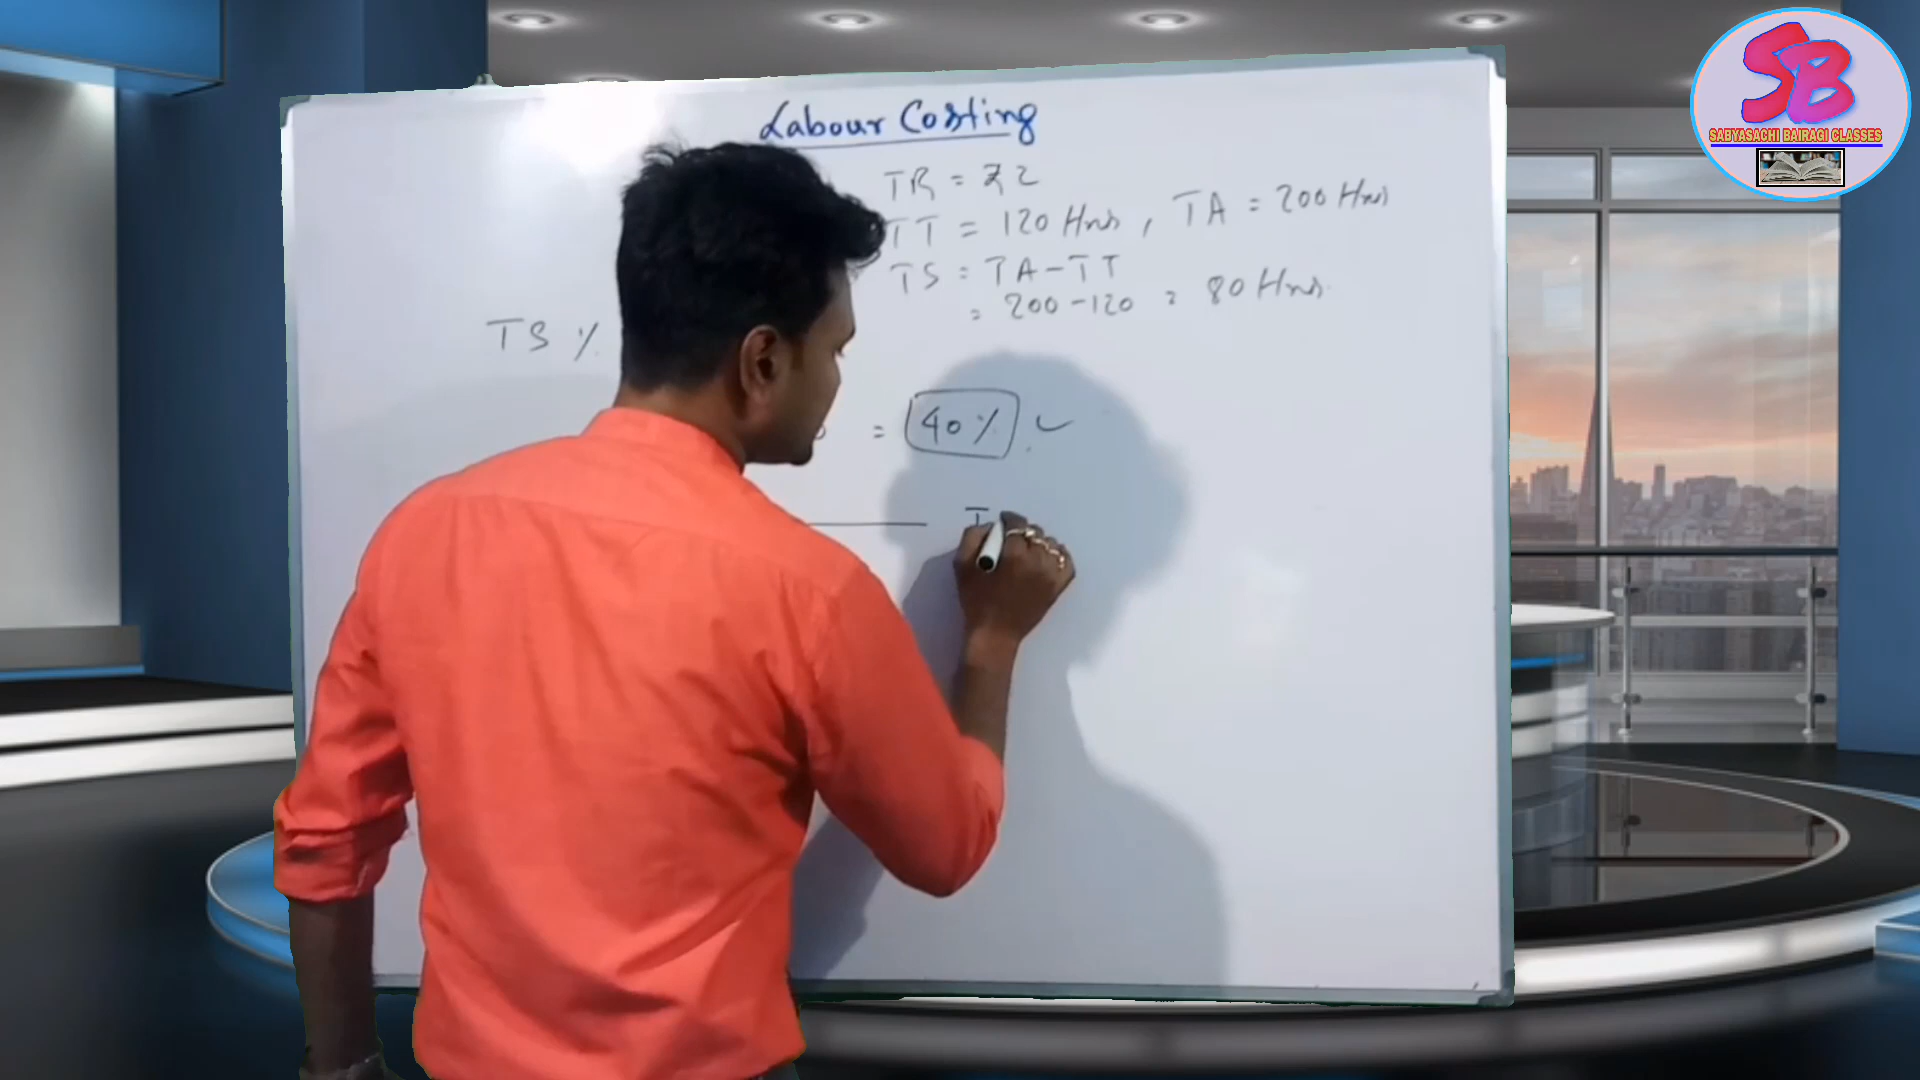 Labour Costing
TR = ₹2
TT = 120 Hrs, TA = 200 Hrs
TS = TA - TT
= 200 - 120 = 80 Hrs.
TS %
= 40% .
T
SB
SABYASACHI BAIRAGI CLASSES